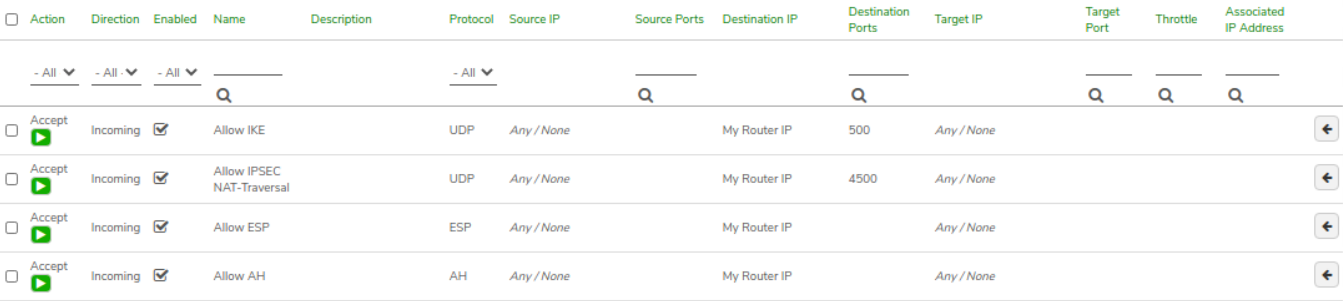 Action Direction Enabled Name Description Protocol Source IP Source Ports Destination IP Destination Ports Target IP Target Port Throttle Associated IP Address
- All - All - - All - All
Accept Incoming Allow IKE UDP Any / None My Router IP 500 Any / None
Accept Incoming Allow IPSEC NAT-Traversal UDP Any / None My Router IP 4500 Any / None
Accept Incoming Allow ESP ESP Any / None My Router IP Any / None
Accept Incoming Allow AH AH Any / None My Router IP Any / None